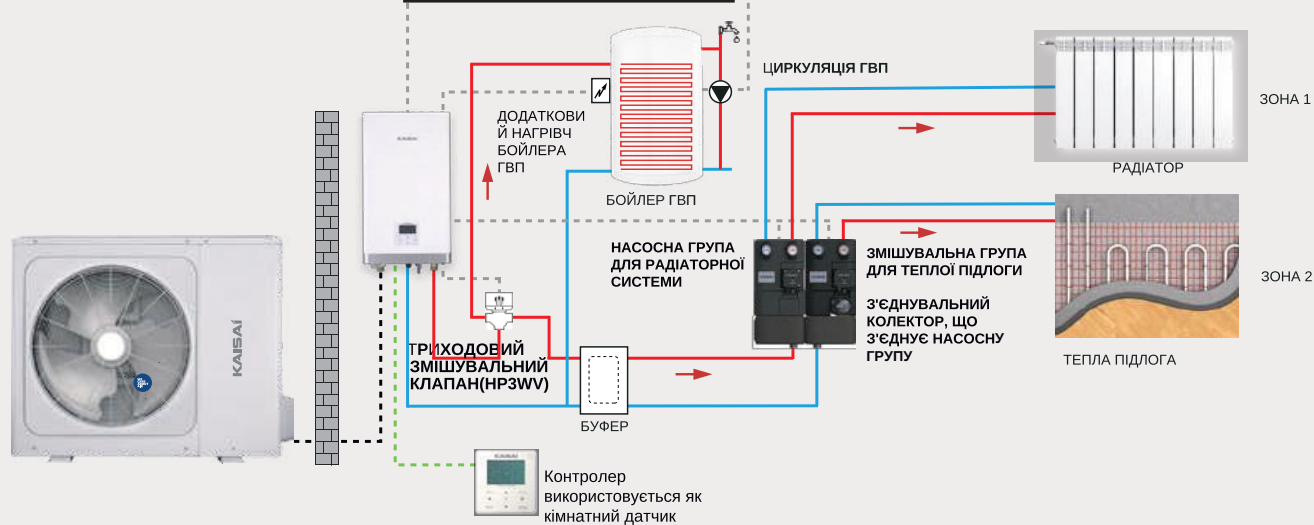 ЦИРКУЛЯЦІЯ ГВП
ЗОНА 1
KAISAI
ДОДАТКОВИ
Й НАГРІВЧ
БОЙЛЕРА
ГВП
РАДІАТОР
БОЙЛЕР ГВП
НАСОСНА ГРУПА
ДЛЯ РАДІАТОРНОЇ
СИСТЕМИ
ЗМІШУВАЛЬНА ГРУПА
ДЛЯ ТЕПЛОЇ ПІДЛОГИ
ЗОНА 2
З'ЄДНУВАЛЬНИЙ
КОЛЕКТОР, ЩО
З'ЄДНУЄ НАСОСНУ
ГРУПУ
KAISAI
ТРИХОДОВИЙ
ЗМІШУВАЛЬНИЙ
КЛАПАН(HP3WV)
ТЕПЛА ПІДЛОГА
БУФЕР
KAISAI
Контролер
використовується як
кімнатний датчик